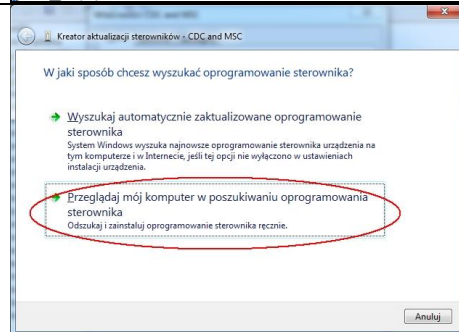 Kreator aktualizacji sterowników - CDC and MSC
W jaki sposób chcesz wyszukać oprogramowanie sterownika?
Wyszukaj automatycznie zaktualizowane oprogramowanie
sterownika
System Windows wyszuka najnowsze oprogramowanie sterownika urządzenia na
tym komputerze i w Internecie, jeśli tej opcji nie wyłączono w ustawieniach
instalacji urządzenia.
Przeglądaj mój komputer w poszukiwaniu oprogramowania
sterownika
Odszukaj i zainstaluj oprogramowanie sterownika ręcznie.
Anuluj